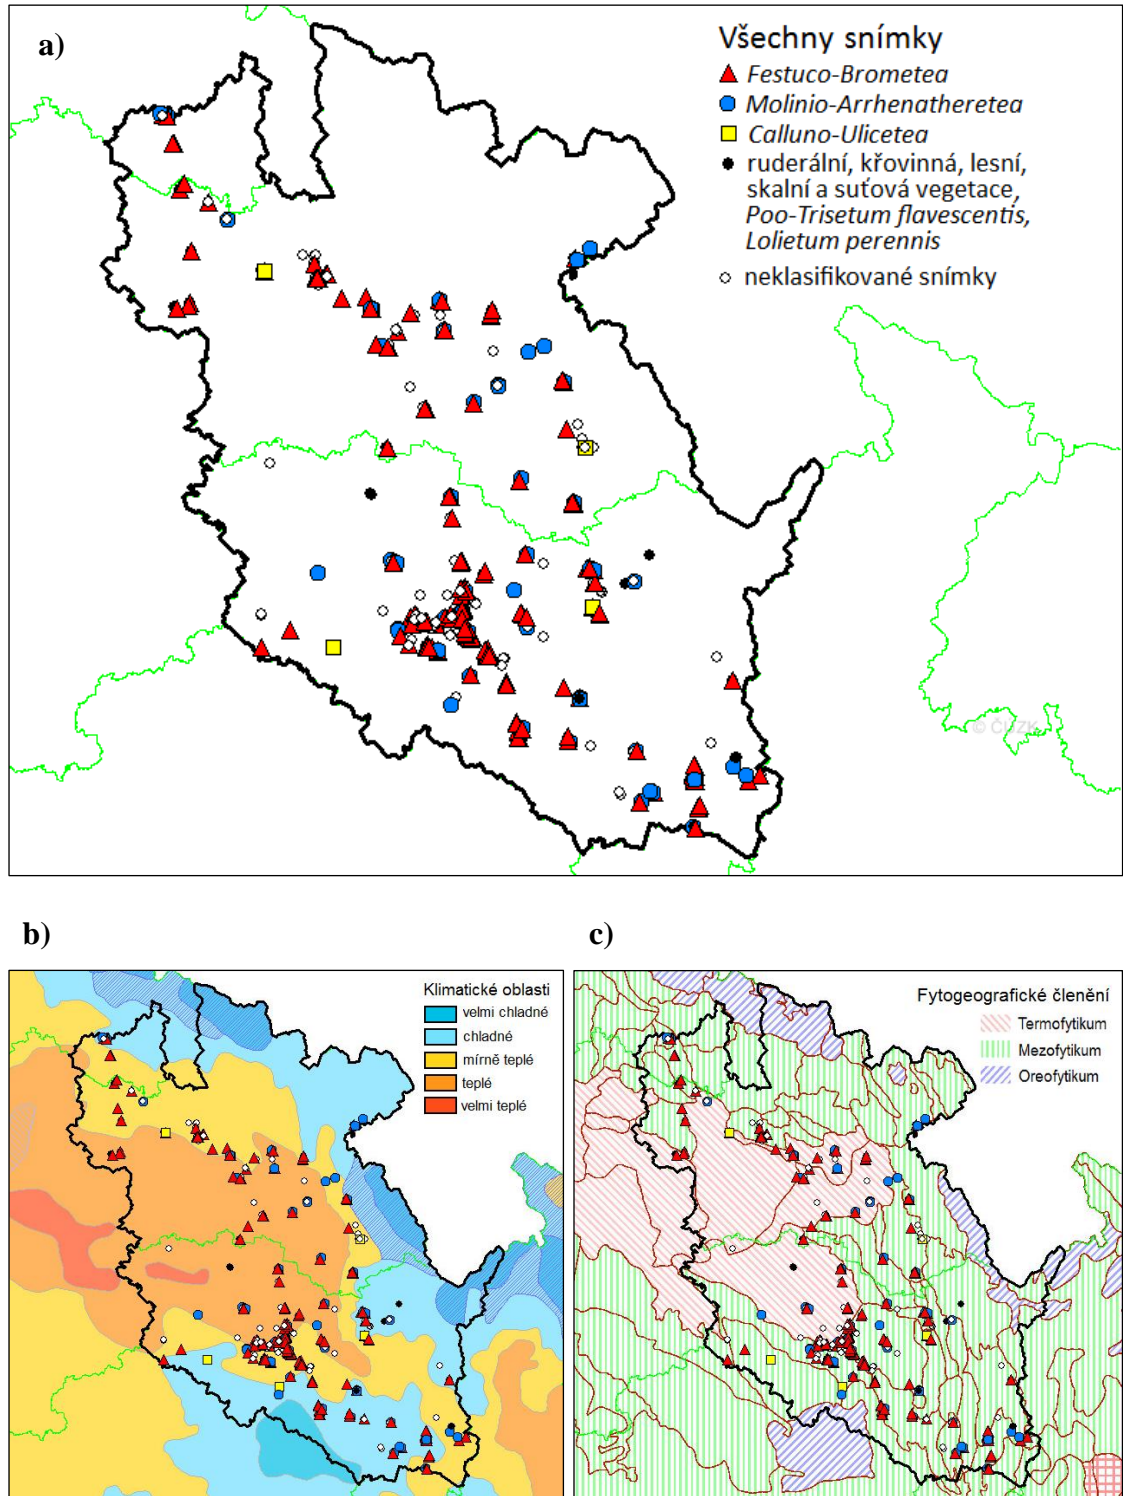 a)
Všechny snímky
Festuco-Brometea
Molinio-Arrhenatheretea
Calluno-Ulicetea
ruderální, křovinná, lesní,
skalní a suťová vegetace,
Poo-Trisetum flavescentis,
Lolietum perennis
neklasifikované snímky
© ČÚZK
b)
Klimatické oblasti
velmi chladné
chladné
mírně teplé
teplé
velmi teplé
c)
Fytogeografické členění
Termofytikum
Mezofytikum
Oreofytikum